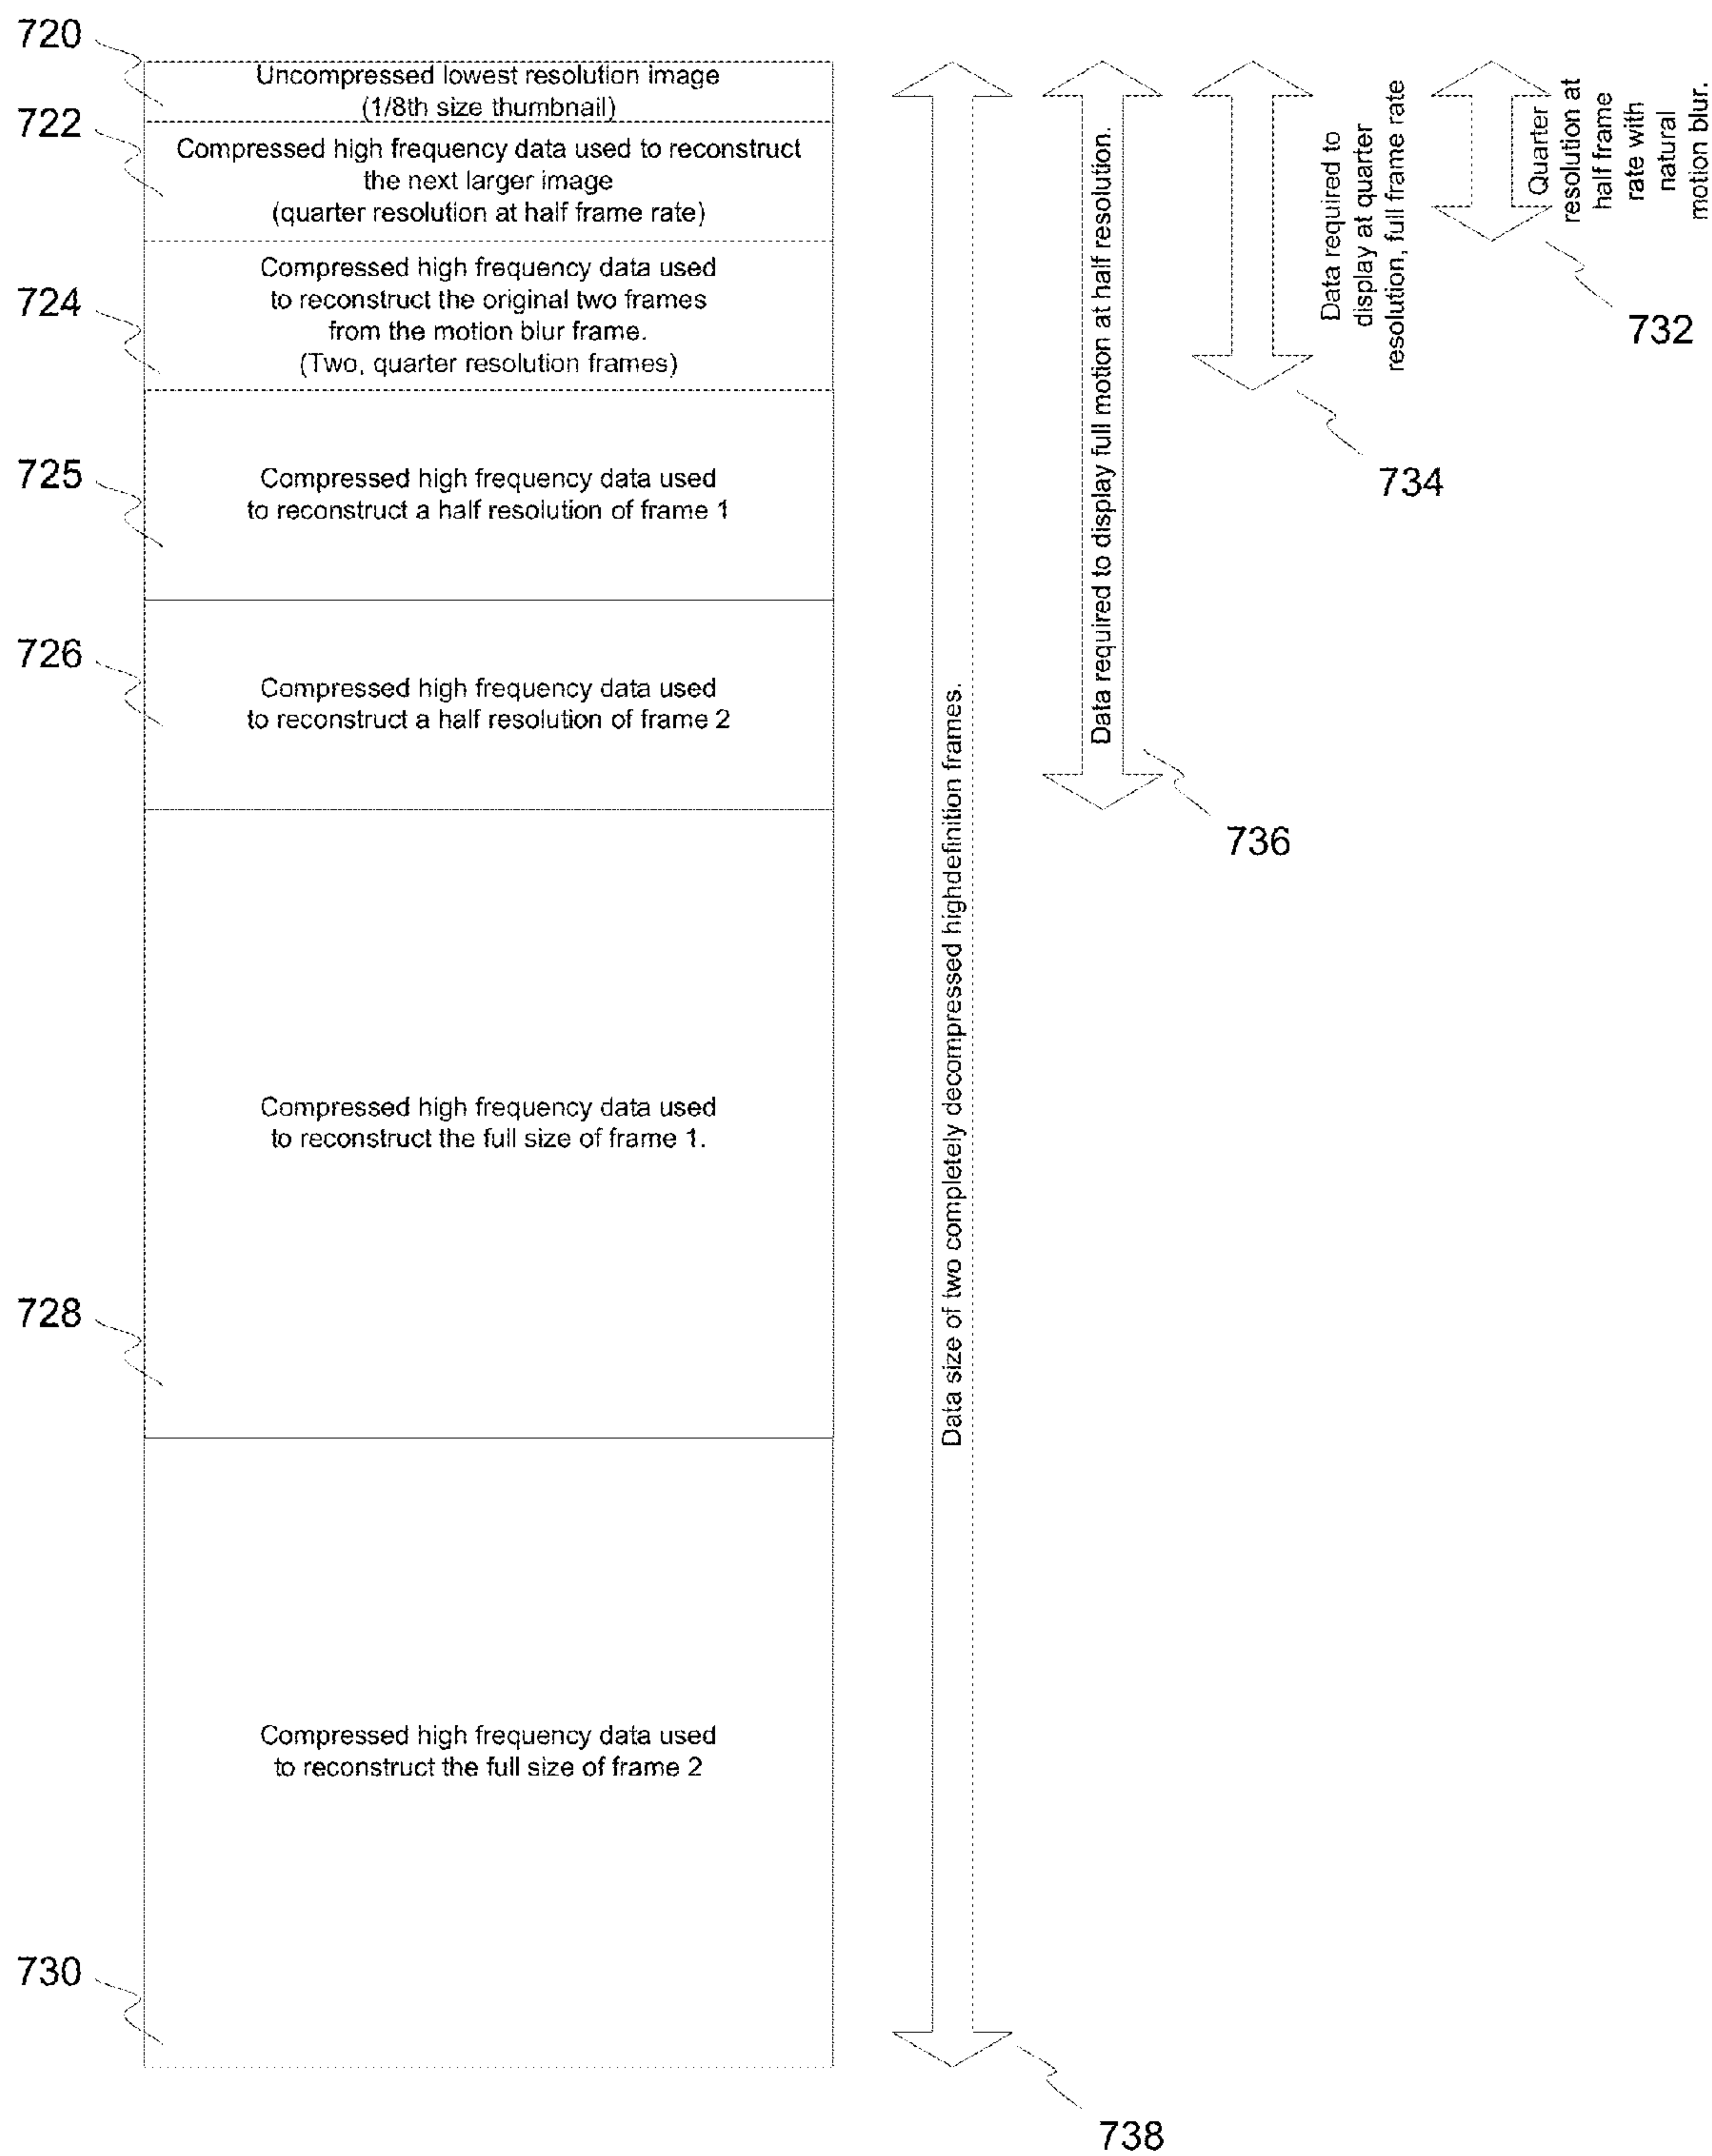 720
Uncompressed lowest resolution image
(1/8th size thumbnail)
722
Compressed high frequency data used to reconstruct
the next larger image
(quarter resolution at half frame rate)
724
Compressed high frequency data used
to reconstruct the original two frames
from the motion blur frame.
(Two, quarter resolution frames)
725
Compressed high frequency data used
to reconstruct a half resolution of frame 1
726
Compressed high frequency data used
to reconstruct a half resolution of frame 2
728
Compressed high frequency data used
to reconstruct the full size of frame 1.
730
Compressed high frequency data used
to reconstruct the full size of frame 2
Data size of two completely decompressed highdefinition frames.
738
Data required to display full motion at half resolution.
736
Data required to
display at quarter
resolution, full frame rate
734
Quarter
resolution at
half frame
rate with
natural
motion blur.
732